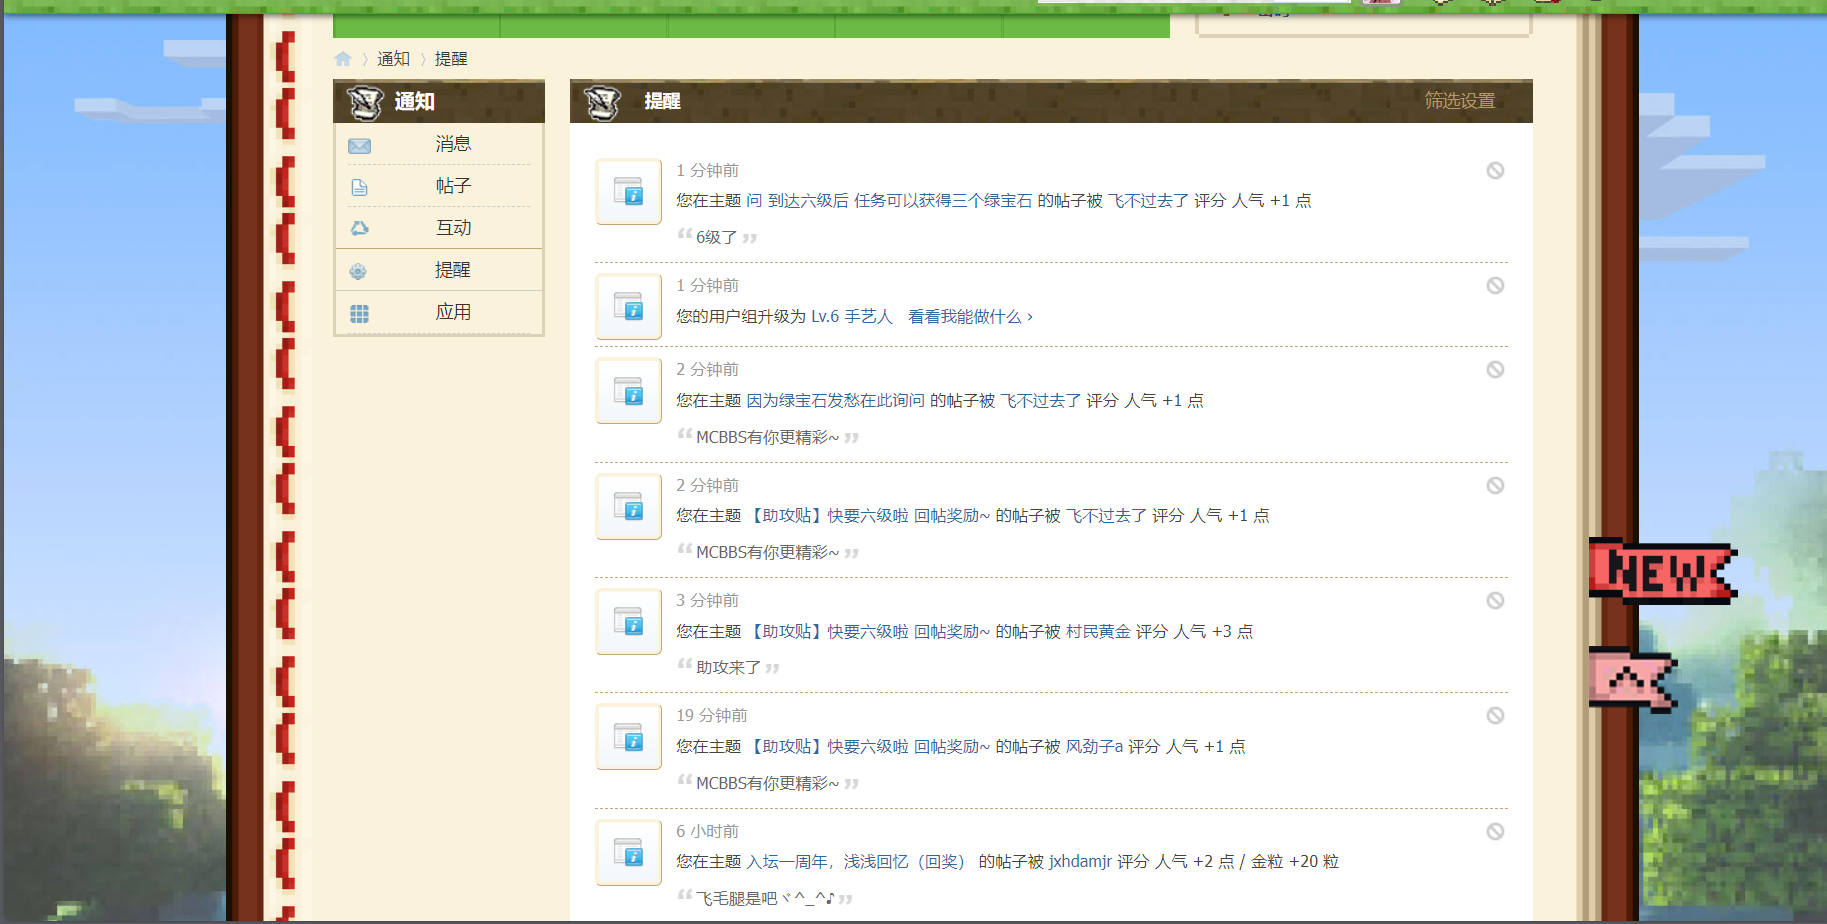 通知 提醒
通知
消息
帖子
互动
提醒
应用
提醒 筛选设置
1 分钟前
您在主题 问 到达六级后 任务可以获得三个绿宝石 的帖子被 飞不过去了 评分 人气 +1 点
“ 6级了 ”
1 分钟前
您的用户组升级为 Lv.6 手艺人 看看我能做什么 ›
2 分钟前
您在主题 因为绿宝石发愁在此询问 的帖子被 飞不过去了 评分 人气 +1 点
“ MCBBS有你更精彩~ ”
2 分钟前
您在主题 【助攻贴】快要六级啦 回帖奖励~ 的帖子被 飞不过去了 评分 人气 +1 点
“ MCBBS有你更精彩~ ”
3 分钟前
您在主题 【助攻贴】快要六级啦 回帖奖励~ 的帖子被 村民黄金 评分 人气 +3 点
“ 助攻来了 ”
19 分钟前
您在主题 【助攻贴】快要六级啦 回帖奖励~ 的帖子被 风劲子a 评分 人气 +1 点
“ MCBBS有你更精彩~ ”
6 小时前
您在主题 入坛一周年，浅浅回忆（回奖） 的帖子被 jxhdamjr 评分 人气 +2 点 / 金粒 +20 粒
“ 飞毛腿是吧ヾ^_^♪ ”
NEW